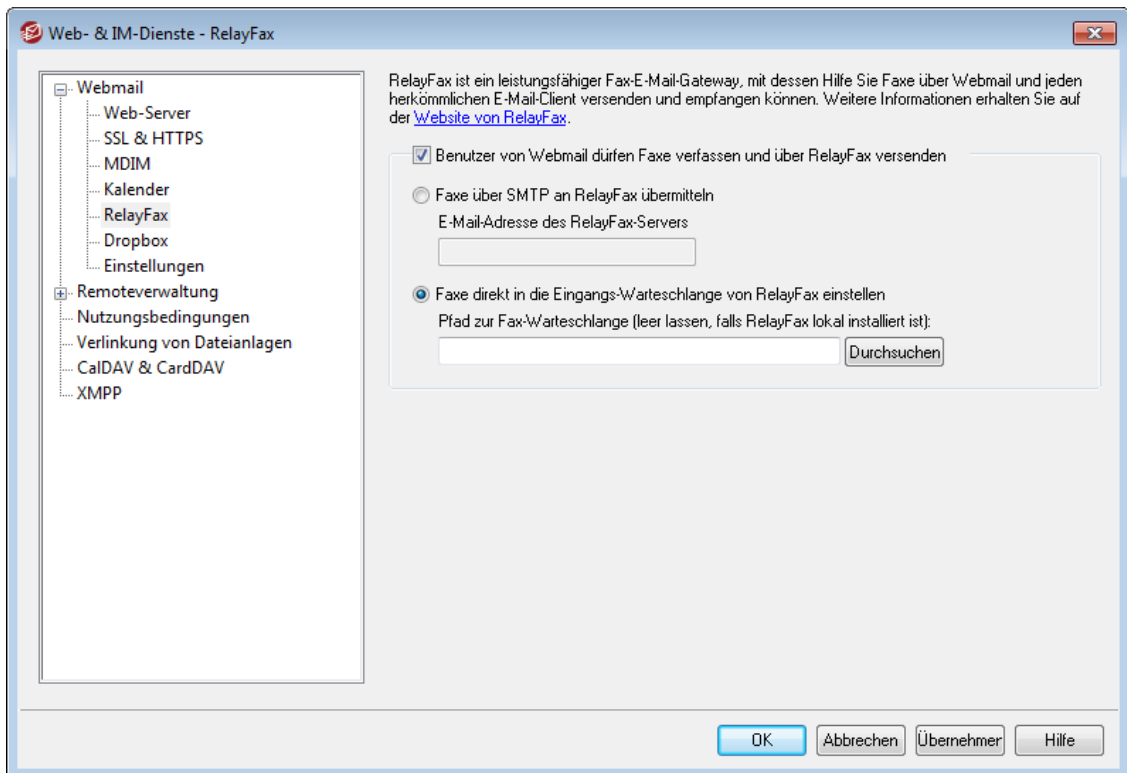 Web- & IM-Dienste - RelayFax
Webmail
Web-Server
SSL & HTTPS
MDIM
Kalender
RelayFax
Dropbox
Einstellungen
Remoteverwaltung
Nutzungsbedingungen
Verlinkung von Dateianlagen
CalDAV & CardDAV
XMPP
RelayFax ist ein leistungsfähiger Fax-E-Mail-Gateway, mit dessen Hilfe Sie Faxe über Webmail und jeden
herkömmlichen E-Mail-Client versenden und empfangen können. Weitere Informationen erhalten Sie auf
der Website von RelayFax.
Benutzer von Webmail dürfen Faxe verfassen und über RelayFax versenden
Faxe über SMTP an RelayFax übermitteln
E-Mail-Adresse des RelayFax-Servers
Faxe direkt in die Eingangs-Warteschlange von RelayFax einstellen
Pfad zur Fax-Warteschlange (leer lassen, falls RelayFax lokal installiert ist):
Durchsuchen
OK
Abbrechen
Übernehmer
Hilfe